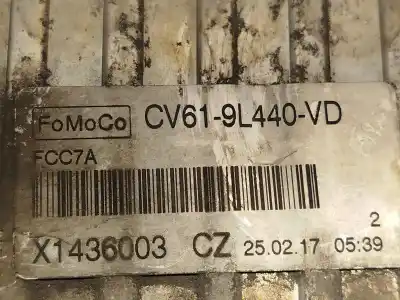 FoMoCo CV61-9L440-VD
FCC7A
2
X1436003 CZ 25.02.17 05:39